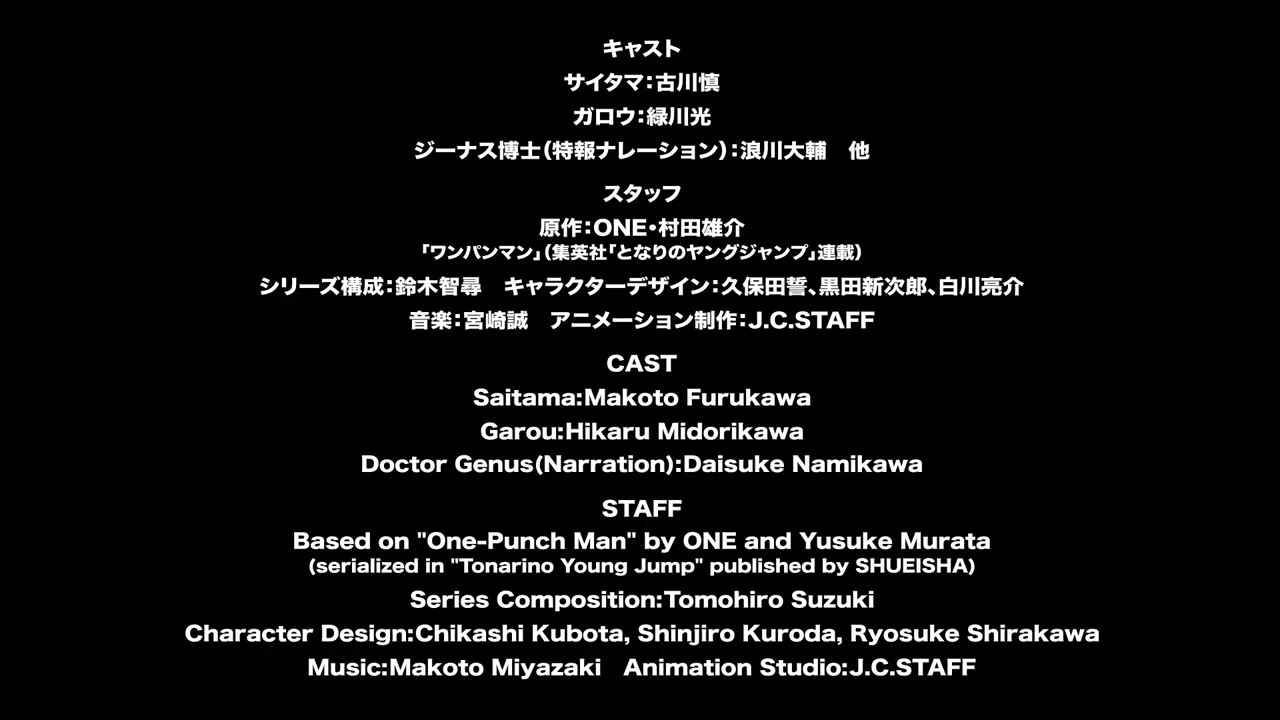 キャスト
サイタマ：古川慎
ガロウ：緑川光
ジーナス博士（特報ナレーション）：浪川大輔　他
スタッフ
原作：ONE・村田雄介
「ワンパンマン」（集英社「となりのヤングジャンプ」連載）
シリーズ構成：鈴木智尋　キャラクターデザイン：久保田誓、黒田新次郎、白川亮介
音楽：宮崎誠　アニメーション制作：J.C.STAFF
CAST
Saitama:Makoto Furukawa
Garou:Hikaru Midorikawa
Doctor Genus(Narration):Daisuke Namikawa
STAFF
Based on "One-Punch Man" by ONE and Yusuke Murata
(serialized in "Tonarino Young Jump" published by SHUEISHA)
Series Composition:Tomohiro Suzuki
Character Design:Chikashi Kubota, Shinjiro Kuroda, Ryosuke Shirakawa
Music:Makoto Miyazaki　Animation Studio:J.C.STAFF